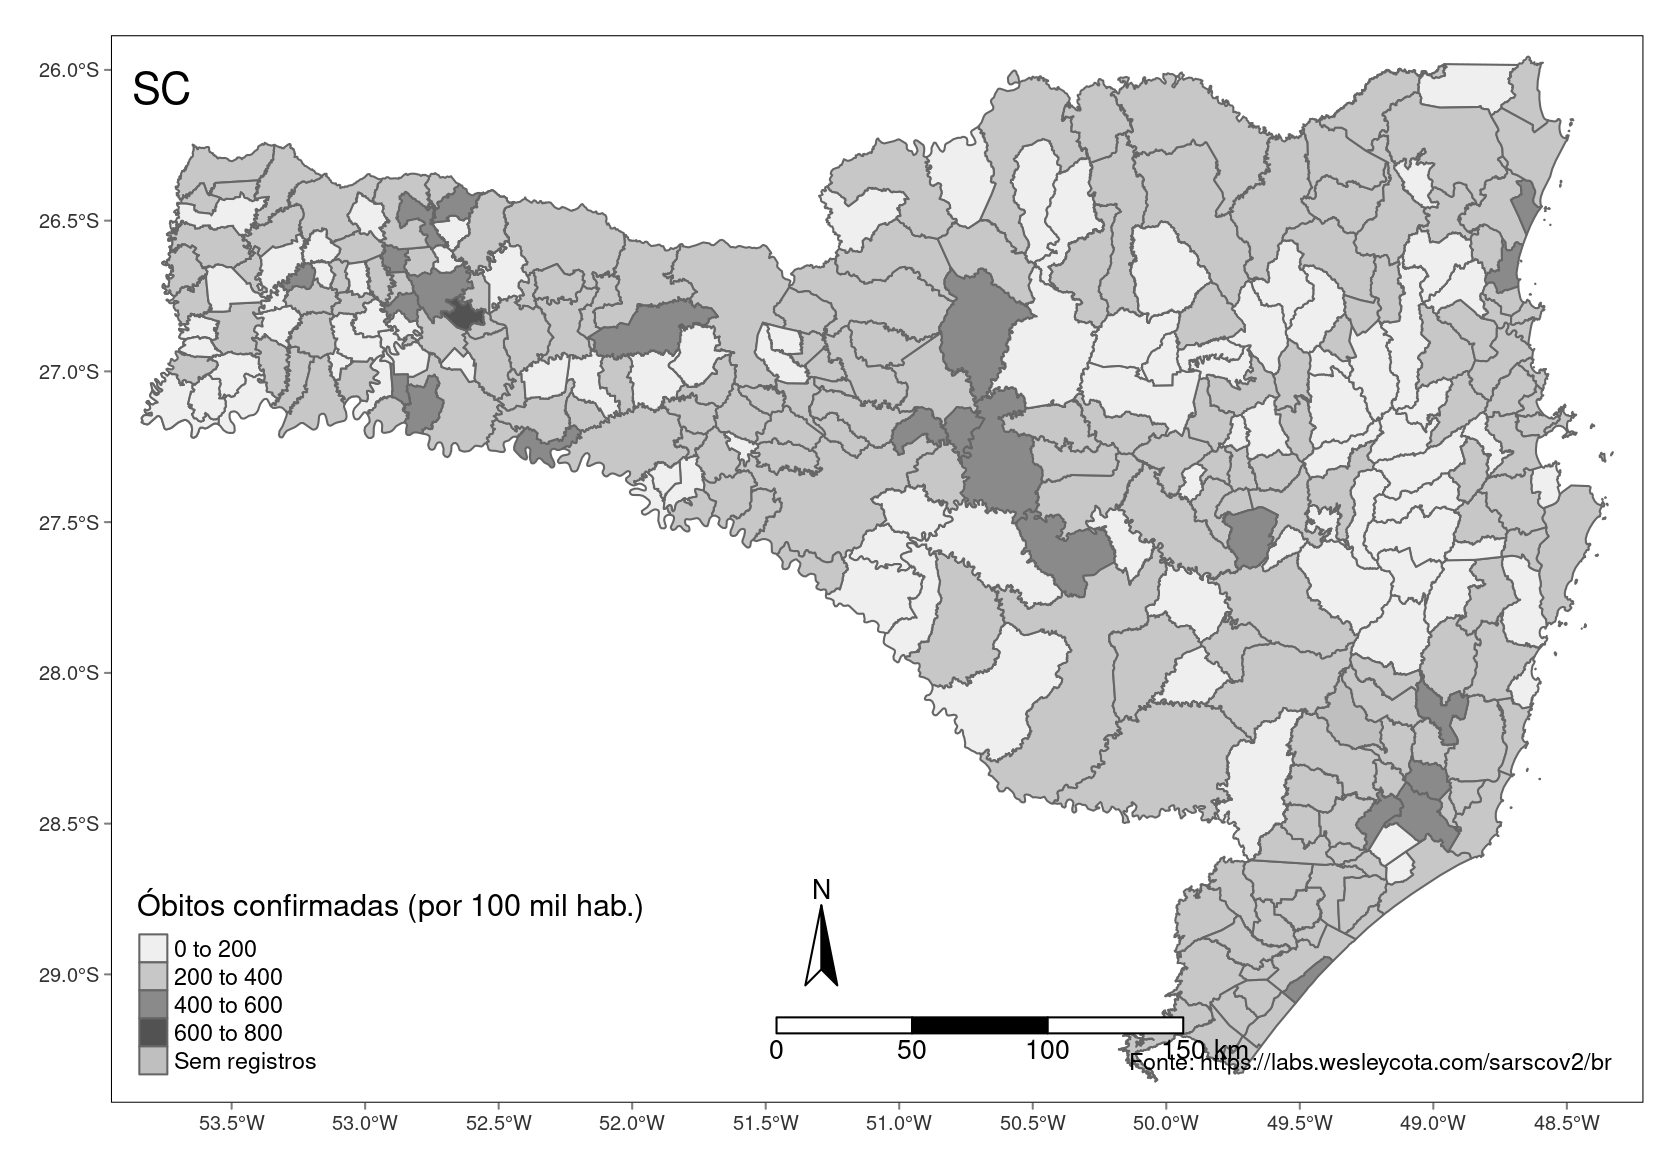 SC
26.0°S
26.5°S
27.0°S
27.5°S
28.0°S
28.5°S
29.0°S
Óbitos confirmadas (por 100 mil hab.)
0 to 200
200 to 400
400 to 600
600 to 800
Sem registros
N
0 50 100 150 km
Fonte: https://labs.wesleycota.com/sarscov2/br
53.5°W 53.0°W 52.5°W 52.0°W 51.5°W 51.0°W 50.5°W 50.0°W 49.5°W 49.0°W 48.5°W